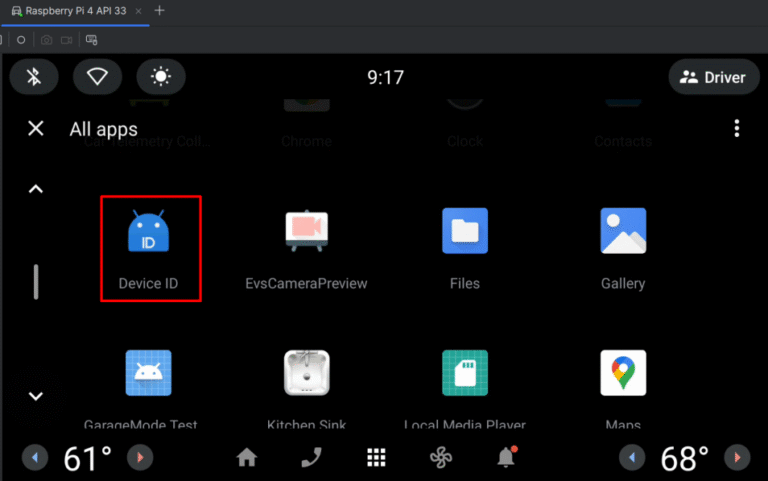 Raspberry Pi 4 API 33
9:17
Driver
All apps
Car Telemetry Coll...
Chrome
Clock
Contacts
ID
Device ID
EvsCameraPreview
Files
Gallery
GarageMode Test
Kitchen Sink
Local Media Player
Maps
61°
68°